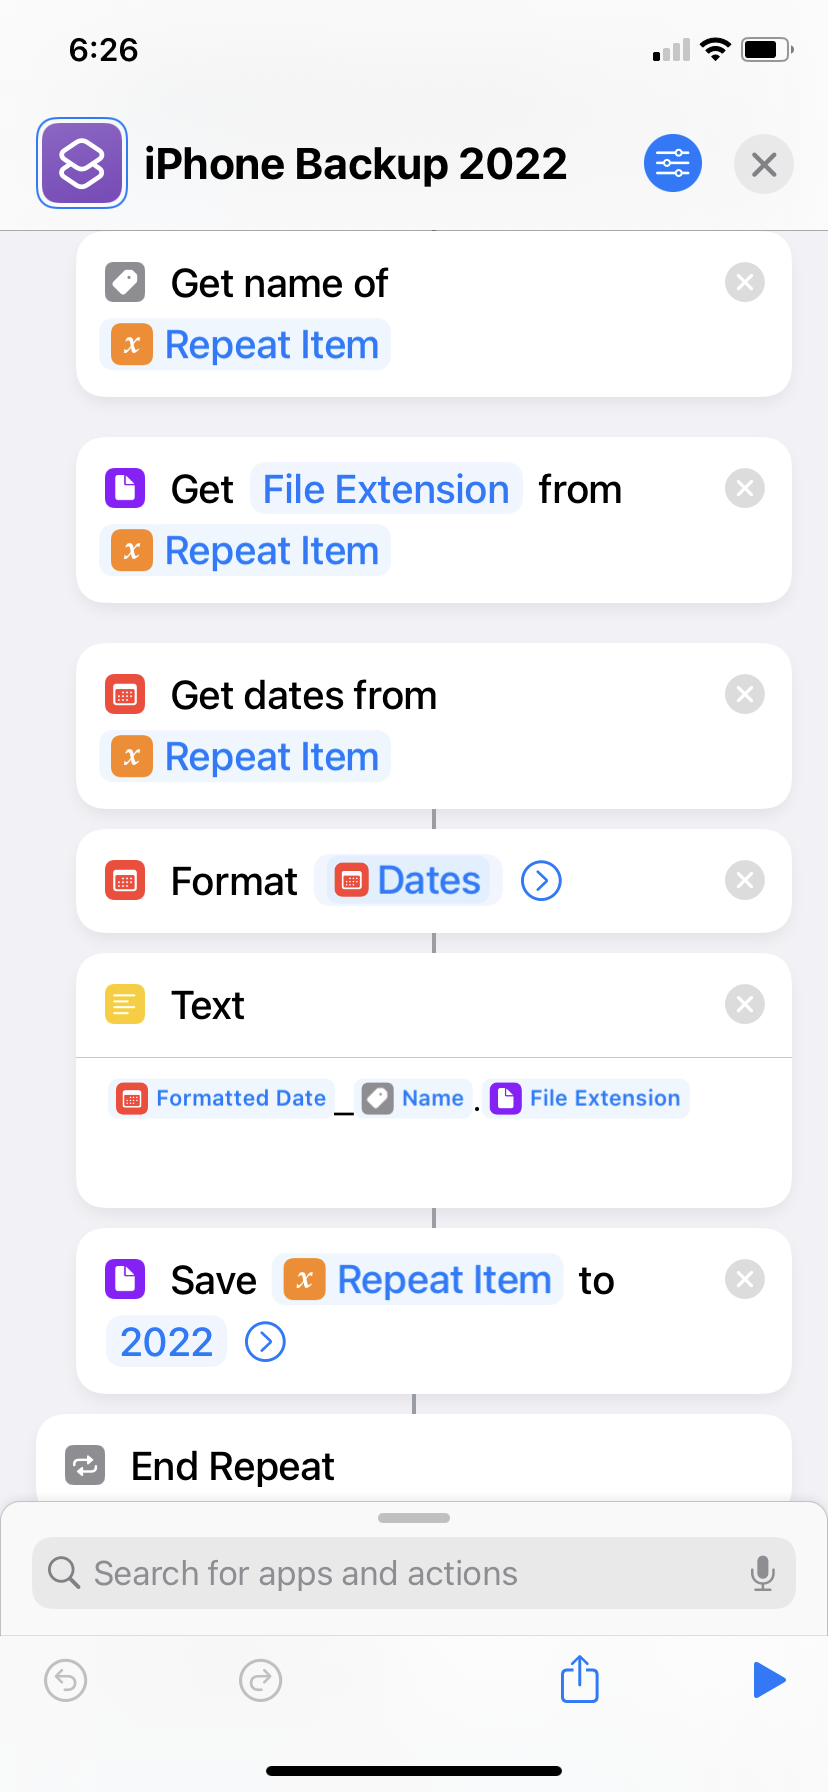 6:26
iPhone Backup 2022
Get name of
x Repeat Item
Get File Extension from
x Repeat Item
Get dates from
x Repeat Item
Format Dates
Text
Formatted Date_Name.File Extension
Save x Repeat Item to
2022
End Repeat
Search for apps and actions